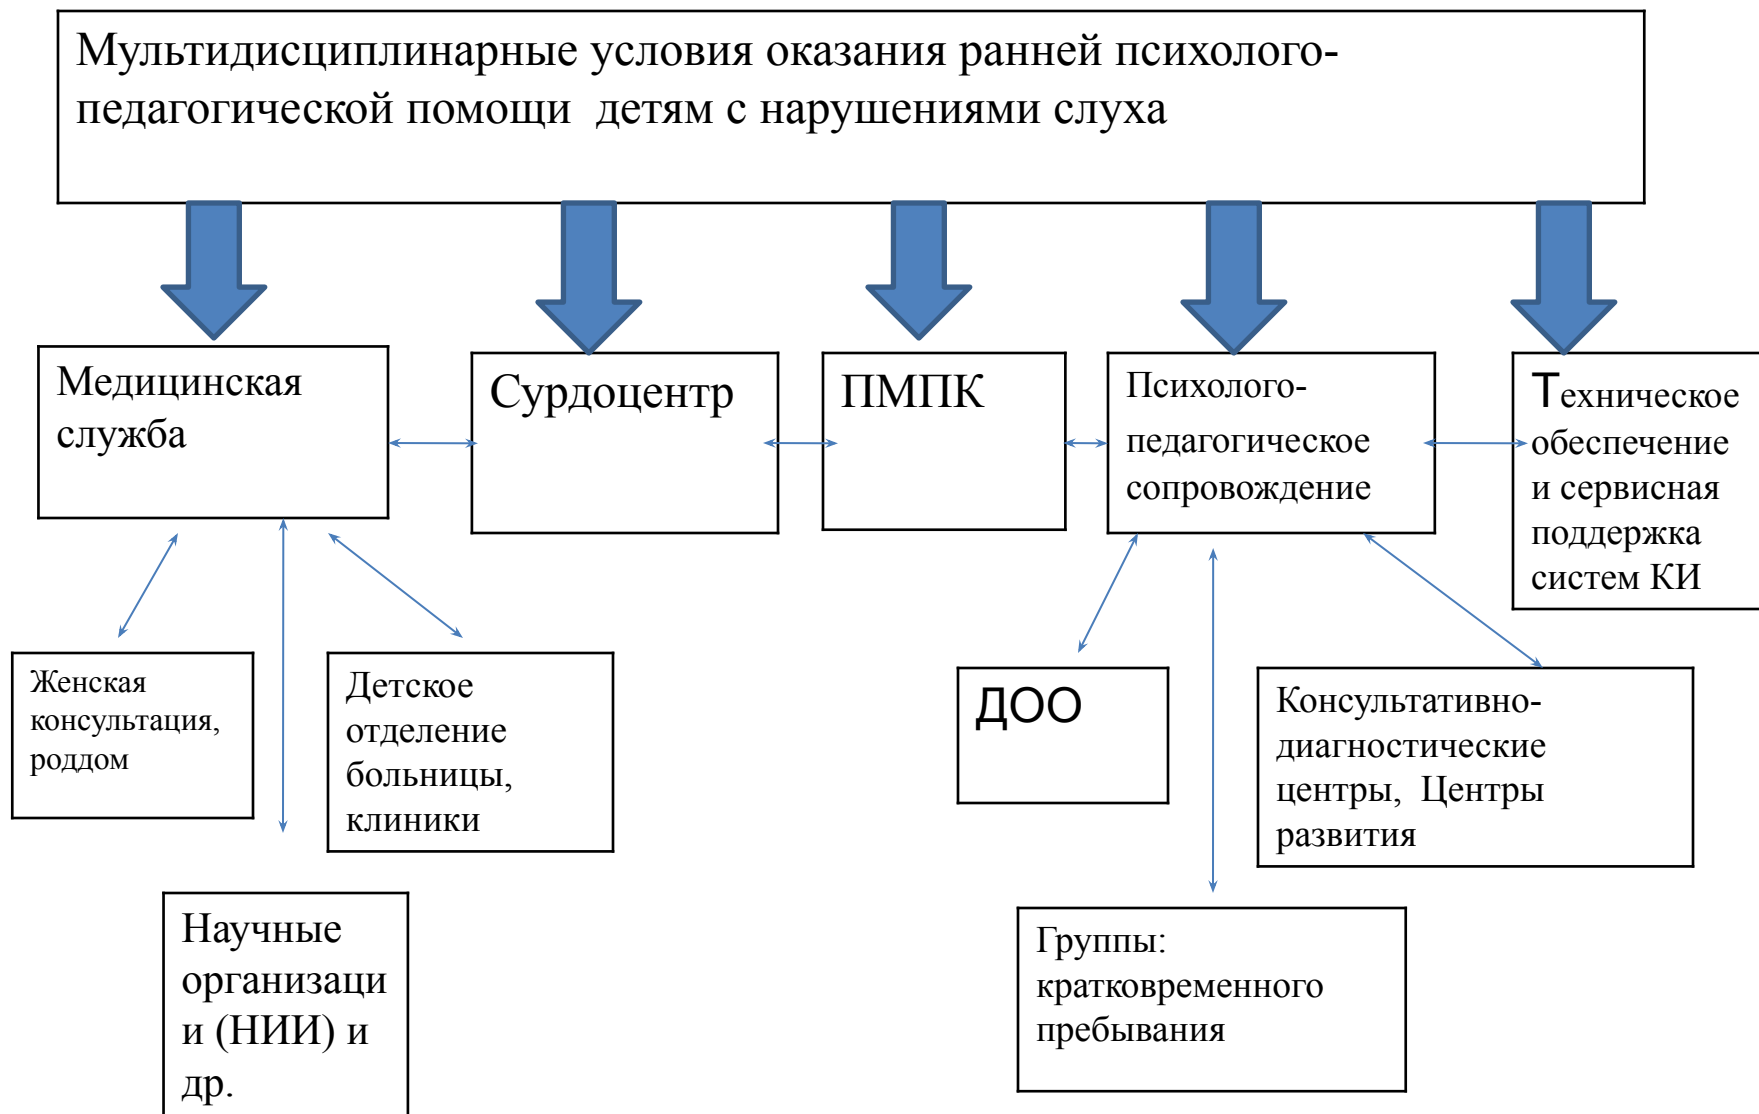 Мультидисциплинарные условия оказания ранней психолого-
педагогической помощи детям с нарушениями слуха
Медицинская
служба
Сурдоцентр
ПМПК
Психолого-
педагогическое
сопровождение
Техническое
обеспечение
и сервисная
поддержка
систем КИ
Женская
консультация,
роддом
Детское
отделение
больницы,
клиники
ДОО
Консультативно-
диагностические
центры, Центры
развития
Научные
организаци
и (НИИ) и
др.
Группы:
кратковременного
пребывания